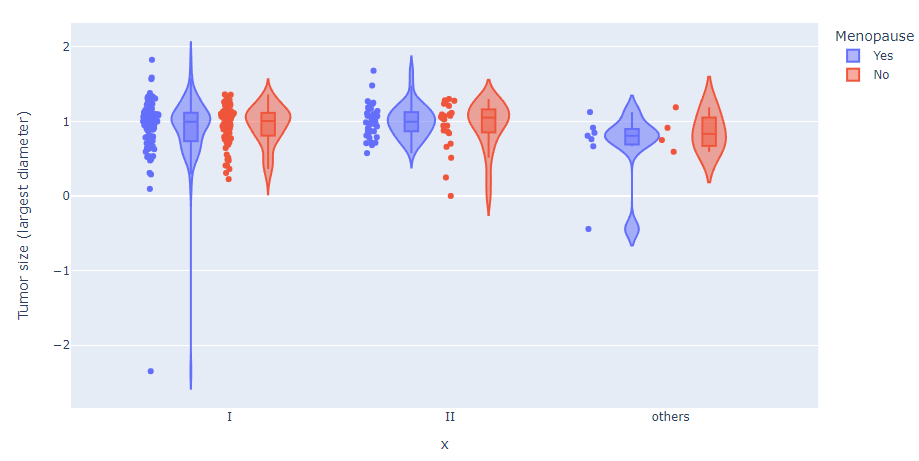 Menopause
Yes
No
Tumor size (largest diameter)
2
1
0
−1
−2
I
II
others
x